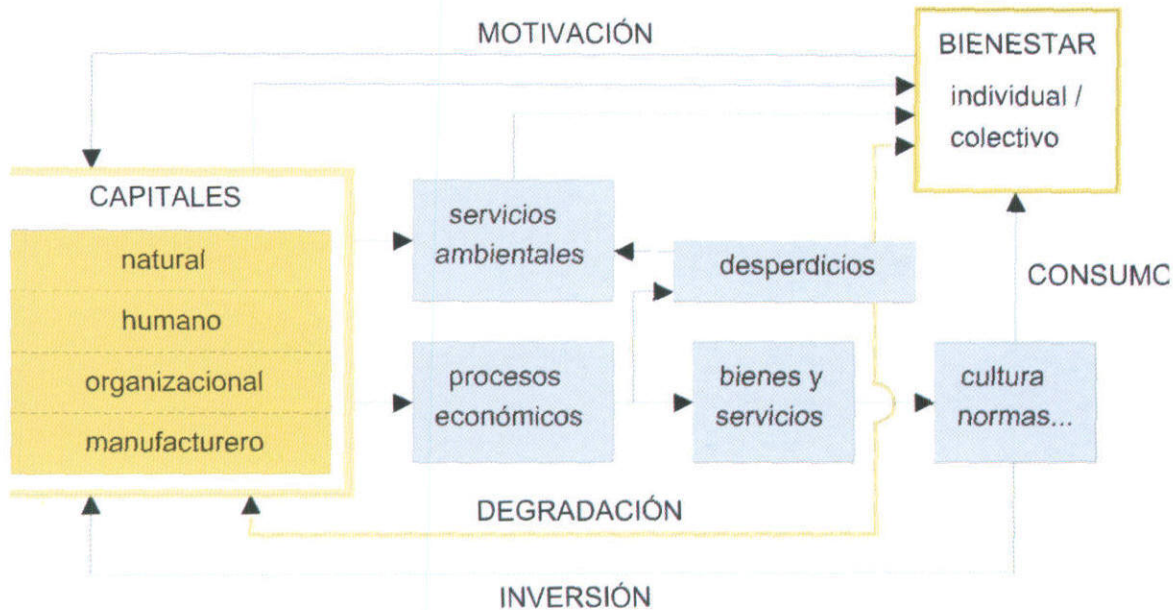 MOTIVACIÓN
BIENESTAR
individual /
colectivo
CAPITALES
natural
humano
organizacional
manufacturero
servicios
ambientales
desperdicios
CONSUMO
procesos
económicos
bienes y
servicios
cultura
normas...
DEGRADACIÓN
INVERSIÓN